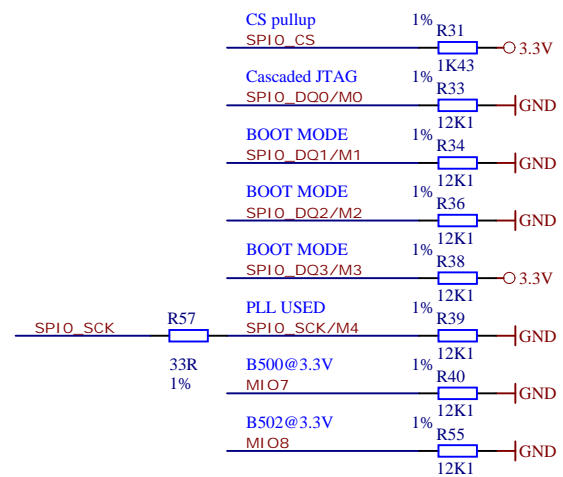 CS pullup 1% R31
SPI0_CS 3.3V
1K43
Cascaded JTAG 1% R33
SPI0_DQ0/M0 GND
12K1
BOOT MODE 1% R34
SPI0_DQ1/M1 GND
12K1
BOOT MODE 1% R36
SPI0_DQ2/M2 GND
12K1
BOOT MODE 1% R38
SPI0_DQ3/M3 3.3V
12K1
R57 PLL USED 1% R39
SPI0_SCK SPI0_SCK/M4 GND
12K1
33R B500@3.3V 1% R40
1% MIO7 GND
12K1
B502@3.3V 1% R55
MIO8 GND
12K1